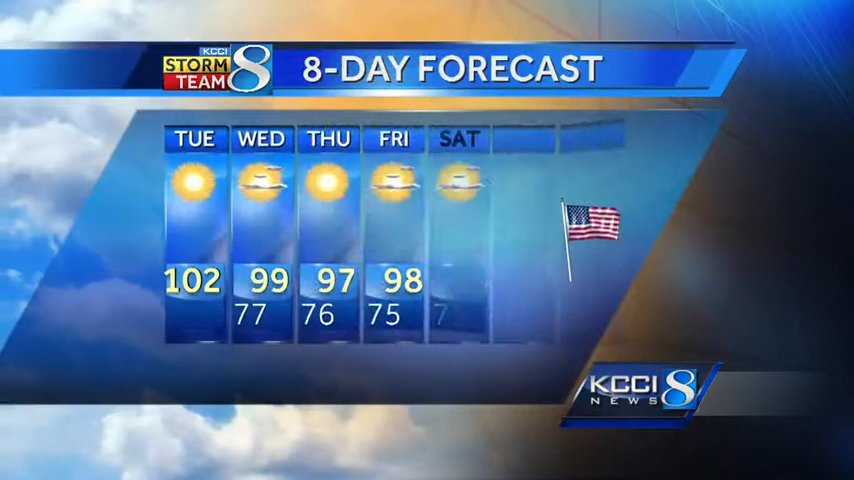 KCCI
STORM
TEAM 8
8-DAY FORECAST
TUE WED THU FRI SAT
102 99 97 98
77 76 75 7
KCCI 8
NEWS